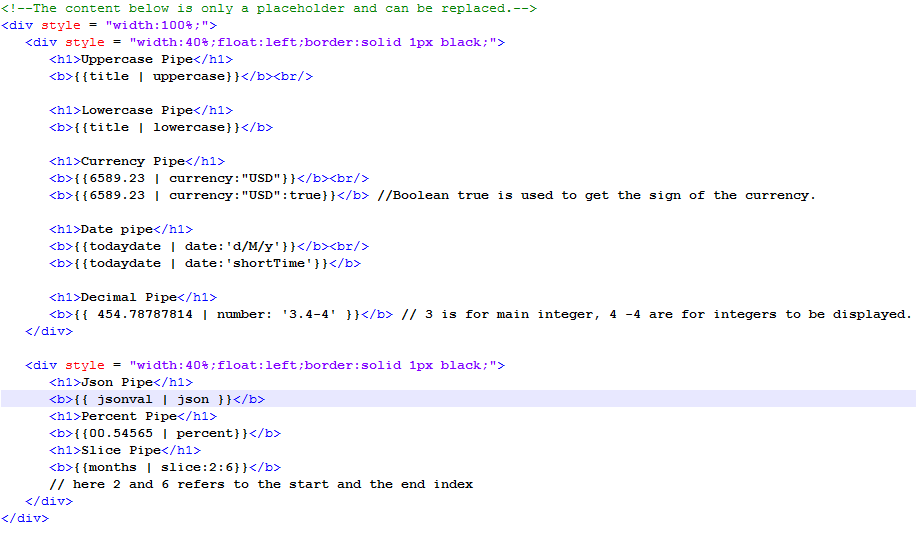 <!--The content below is only a placeholder and can be replaced.-->
<div style = "width:100%;">
<div style = "width:40%;float:left;border:solid 1px black;">
<h1>Uppercase Pipe</h1>
<b>{{title | uppercase}}</b><br/>
<h1>Lowercase Pipe</h1>
<b>{{title | lowercase}}</b>
<h1>Currency Pipe</h1>
<b>{{6589.23 | currency:"USD"}}</b><br/>
<b>{{6589.23 | currency:"USD":true}}</b> //Boolean true is used to get the sign of the currency.
<h1>Date pipe</h1>
<b>{{todaydate | date:'d/M/y'}}</b><br/>
<b>{{todaydate | date:'shortTime'}}</b>
<h1>Decimal Pipe</h1>
<b>{{ 454.78787814 | number: '3.4-4' }}</b> // 3 is for main integer, 4 -4 are for integers to be displayed.
</div>
<div style = "width:40%;float:left;border:solid 1px black;">
<h1>Json Pipe</h1>
<b>{{ jsonval | json }}</b>
<h1>Percent Pipe</h1>
<b>{{00.54565 | percent}}</b>
<h1>Slice Pipe</h1>
<b>{{months | slice:2:6}}</b>
// here 2 and 6 refers to the start and the end index
</div>
</div>